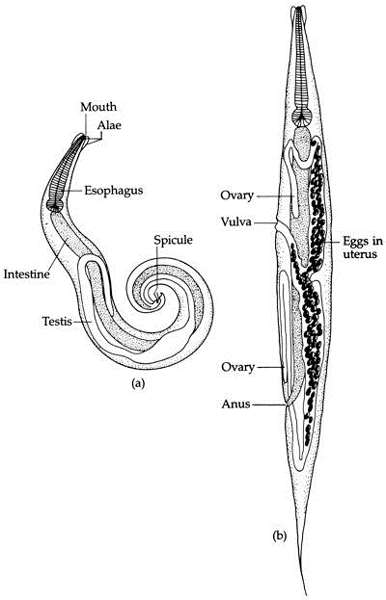 Mouth
Alae
Esophagus
Spicule
Intestine
Testis
(a)
Ovary
Vulva
Eggs in
uterus
Ovary
Anus
(b)